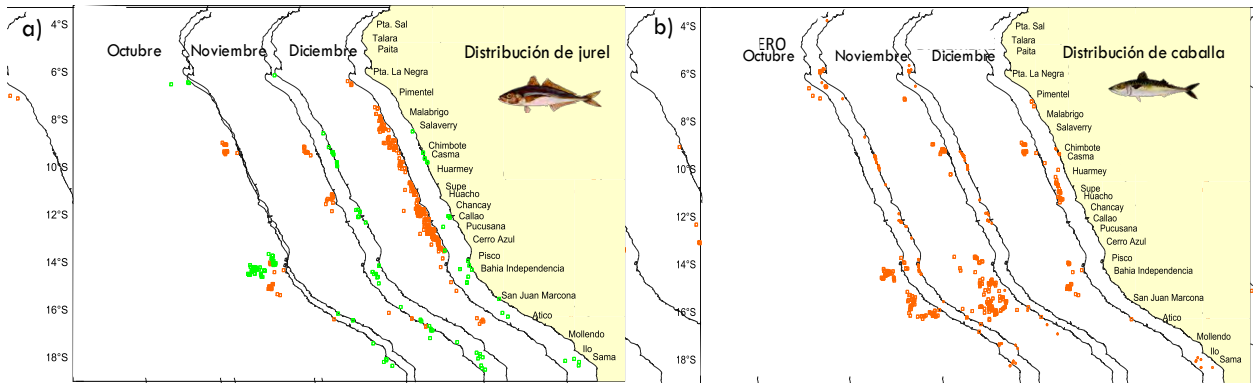 a)
Octubre Noviembre Diciembre
Distribución de jurel
4°S
6°S
8°S
10°S
12°S
14°S
16°S
18°S
Pta. Sal
Talara
Paita
Pta. La Negra
Pimentel
Malabrigo
Salaverry
Chimbote
Casma
Huarmey
Supe
Huacho
Chancay
Callao
Pucusana
Cerro Azul
Pisco
Bahia Independencia
San Juan Marcona
Atico
Mollendo
Ilo
Sama
b)
ERO
Octubre Noviembre Diciembre
Distribución de caballa
4°S
6°S
8°S
10°S
12°S
14°S
16°S
18°S
Pta. Sal
Talara
Paita
Pta. La Negra
Pimentel
Malabrigo
Salaverry
Chimbote
Casma
Huarmey
Supe
Huacho
Chancay
Callao
Pucusana
Cerro Azul
Pisco
Bahia Independencia
San Juan Marcona
Atico
Mollendo
Ilo
Sama